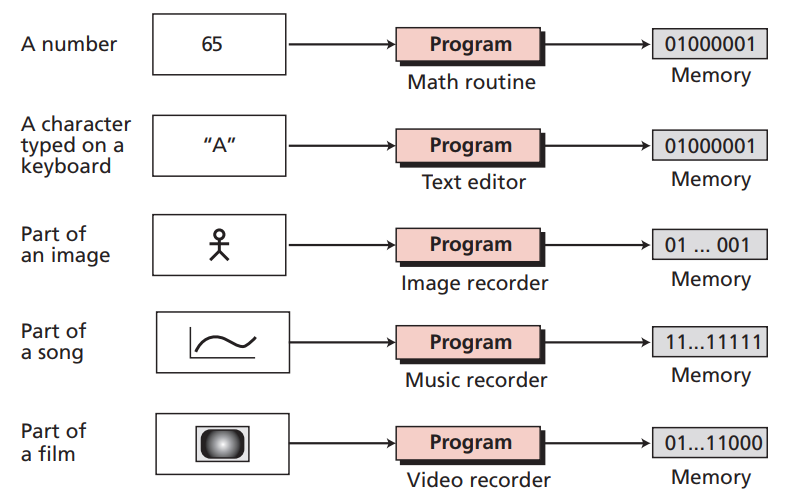 A number
65
Program
Math routine
01000001
Memory
A character
typed on a
keyboard
“A”
Program
Text editor
01000001
Memory
Part of
an image
Program
Image recorder
01 ... 001
Memory
Part of
a song
Program
Music recorder
11...11111
Memory
Part of
a film
Program
Video recorder
01...11000
Memory